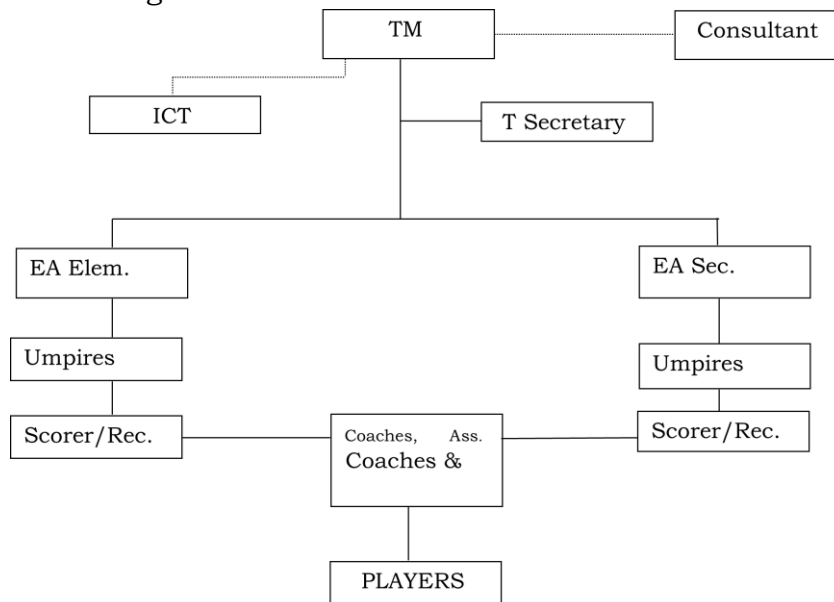 TM
Consultant
ICT
T Secretary
EA Elem.
EA Sec.
Umpires
Umpires
Scorer/Rec.
Coaches, Ass.
Coaches &
Scorer/Rec.
PLAYERS